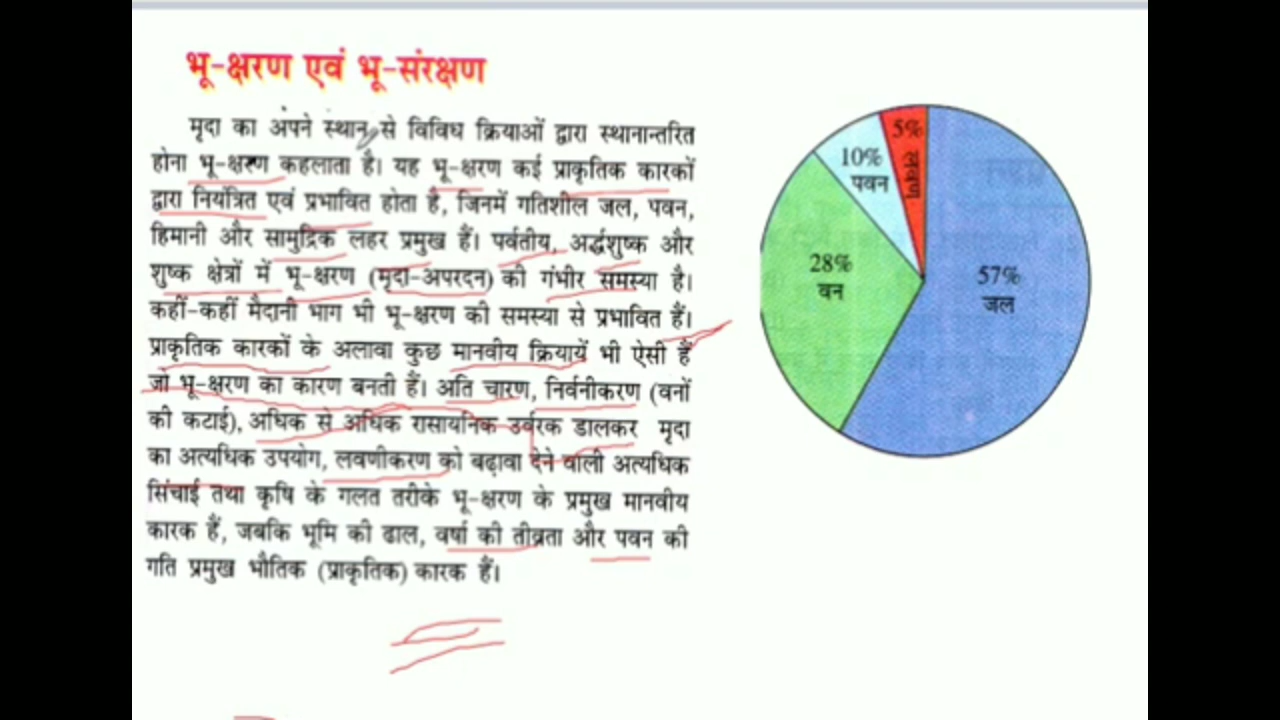 भू-क्षरण एवं भू-संरक्षण
मृदा का अपने स्थान से विविध क्रियाओं द्वारा स्थानान्तरित
होना भू-क्षरण कहलाता है। यह भू-क्षरण कई प्राकृतिक कारकों
द्वारा नियंत्रित एवं प्रभावित होता है, जिनमें गतिशील जल, पवन,
हिमानी और सामुद्रिक लहर प्रमुख हैं। पर्वतीय, अर्द्धशुष्क और
शुष्क क्षेत्रों में भू-क्षरण (मृदा-अपरदन) की गंभीर समस्या है।
कहीं-कहीं मैदानी भाग भी भू-क्षरण की समस्या से प्रभावित हैं।
प्राकृतिक कारकों के अलावा कुछ मानवीय क्रियायें भी ऐसी हैं
जो भू-क्षरण का कारण बनती हैं। अति चारण, निर्वनीकरण (वनों
की कटाई), अधिक से अधिक रासायनिक उर्वरक डालकर मृदा
का अत्यधिक उपयोग, लवणीकरण को बढ़ावा देने वाली अत्यधिक
सिंचाई तथा कृषि के गलत तरीके भू-क्षरण के प्रमुख मानवीय
कारक हैं, जबकि भूमि की ढाल, वर्षा की तीव्रता और पवन की
गति प्रमुख भौतिक (प्राकृतिक) कारक हैं।
5%
लवण
10%
पवन
28%
वन
57%
जल